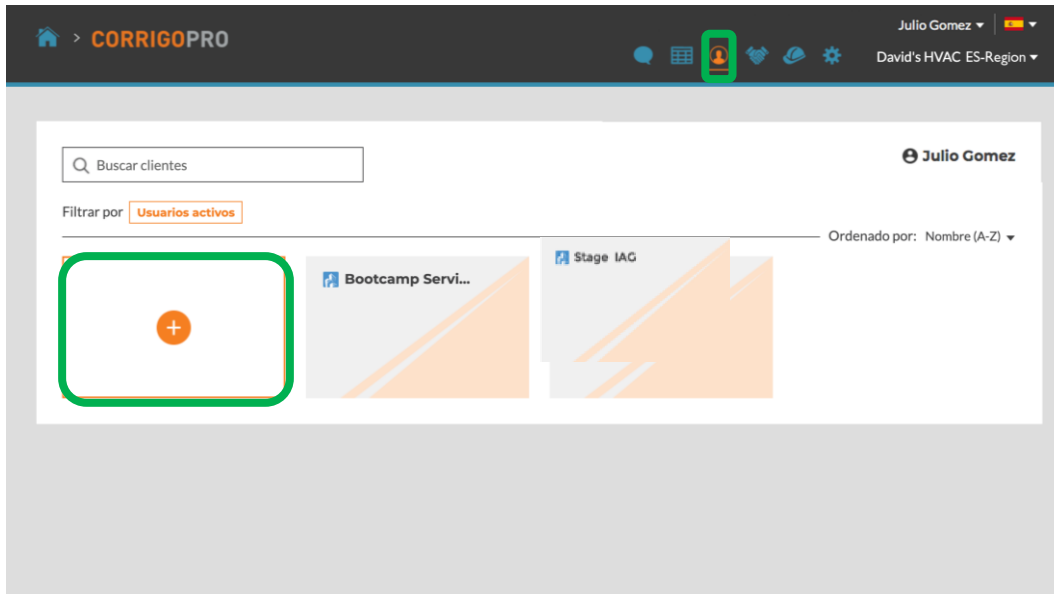 Julio Gomez
> CORRIGOPRO
David's HVAC ES-Region
Buscar clientes
Julio Gomez
Filtrar por Usuarios activos
Ordenado por: Nombre (A-Z)
Stage IAG
Bootcamp Servi...